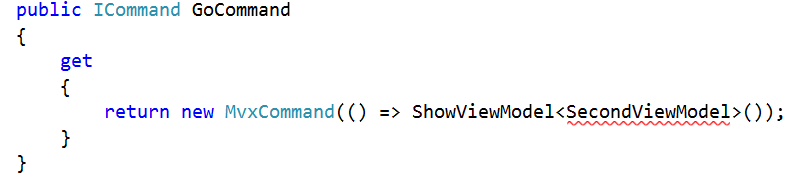 public ICommand GoCommand
{
    get
    {
        return new MvxCommand(() => ShowViewModel<SecondViewModel>());
    }
}